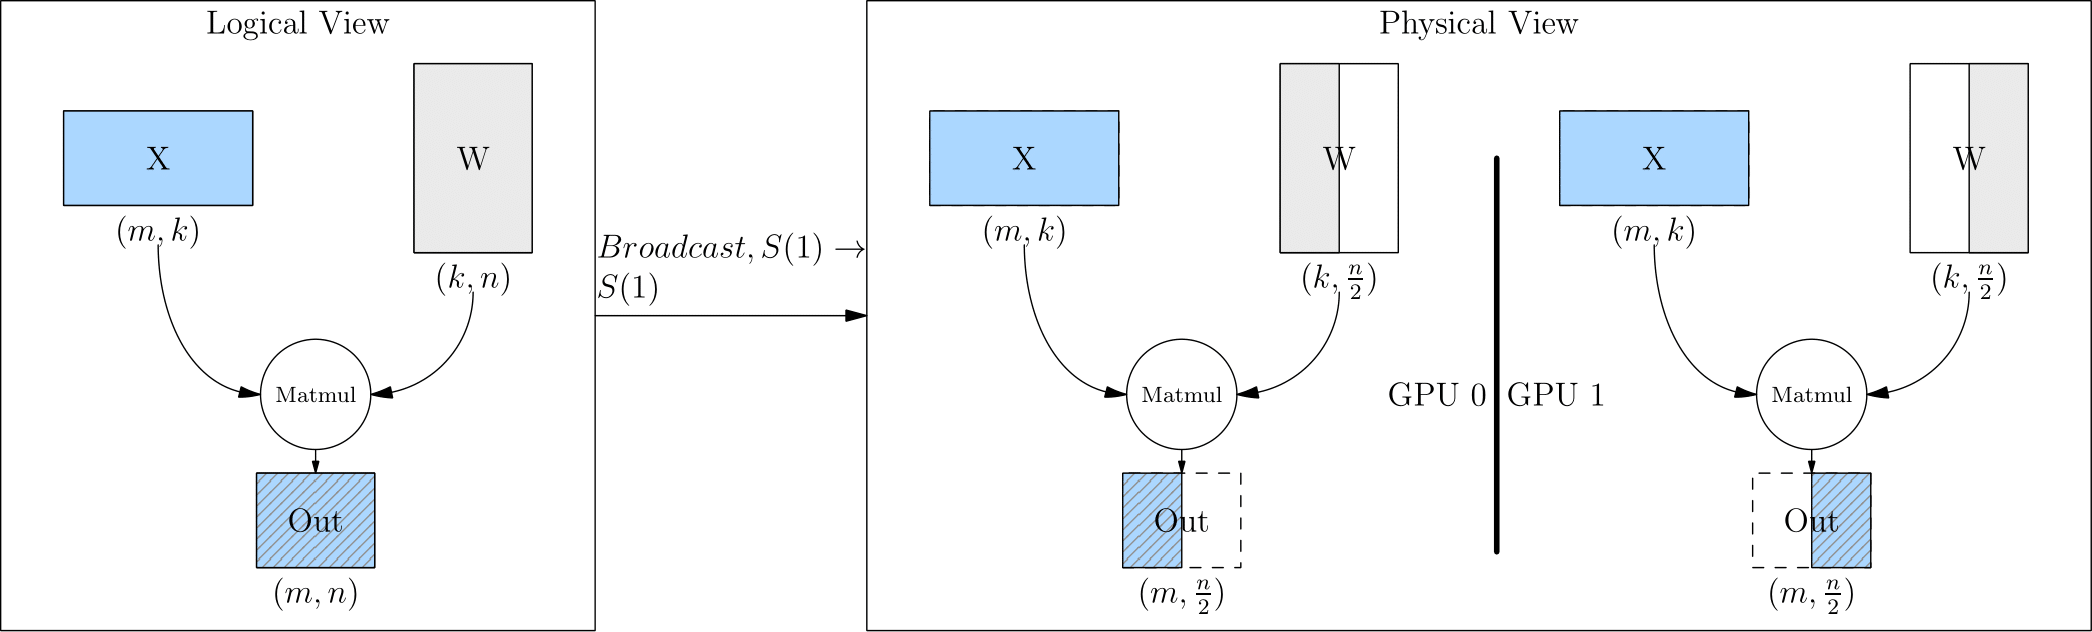 Logical View
X
W
(m, k)
(k, n)
Matmul
Out
(m, n)
Broadcast, S(1) →
S(1)
Physical View
X
W
(m, k)
(k, n/2)
Matmul
Out
(m, n/2)
GPU 0
GPU 1
X
W
(m, k)
(k, n/2)
Matmul
Out
(m, n/2)